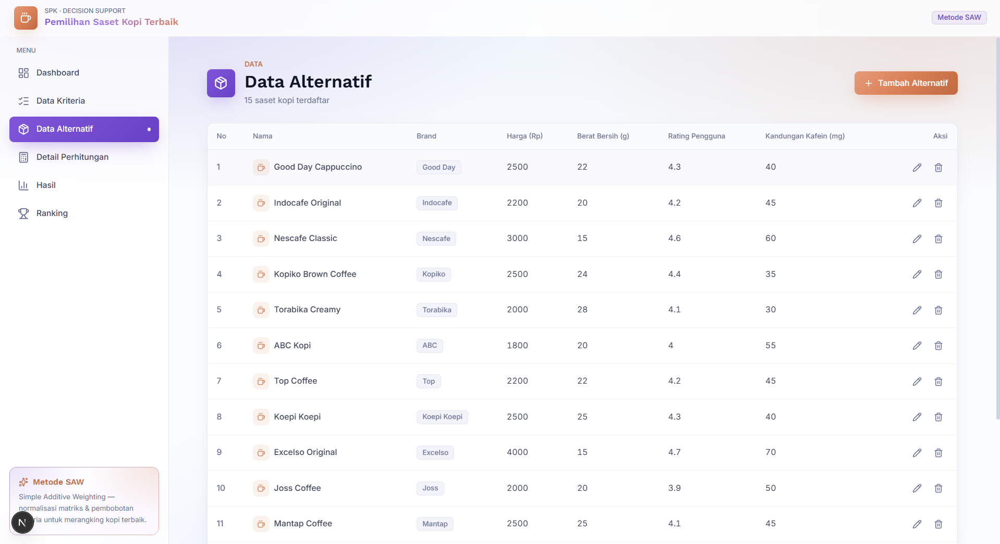 SPK · DECISION SUPPORT
Pemilihan Saset Kopi Terbaik
Metode SAW
MENU
Dashboard
Data Kriteria
Data Alternatif
Detail Perhitungan
Hasil
Ranking
Metode SAW
Simple Additive Weighting —
normalisasi matriks & pembobotan
ria untuk merangking kopi terbaik.
N
DATA
Data Alternatif
15 saset kopi terdaftar
+ Tambah Alternatif
No Nama Brand Harga (Rp) Berat Bersih (g) Rating Pengguna Kandungan Kafein (mg) Aksi
1 Good Day Cappuccino Good Day 2500 22 4.3 40
2 Indocafe Original Indocafe 2200 20 4.2 45
3 Nescafe Classic Nescafe 3000 15 4.6 60
4 Kopiko Brown Coffee Kopiko 2500 24 4.4 35
5 Torabika Creamy Torabika 2000 28 4.1 30
6 ABC Kopi ABC 1800 20 4 55
7 Top Coffee Top 2200 22 4.2 45
8 Koepi Koepi Koepi Koepi 2500 25 4.3 40
9 Excelso Original Excelso 4000 15 4.7 70
10 Joss Coffee Joss 2000 20 3.9 50
11 Mantap Coffee Mantap 2500 25 4.1 45